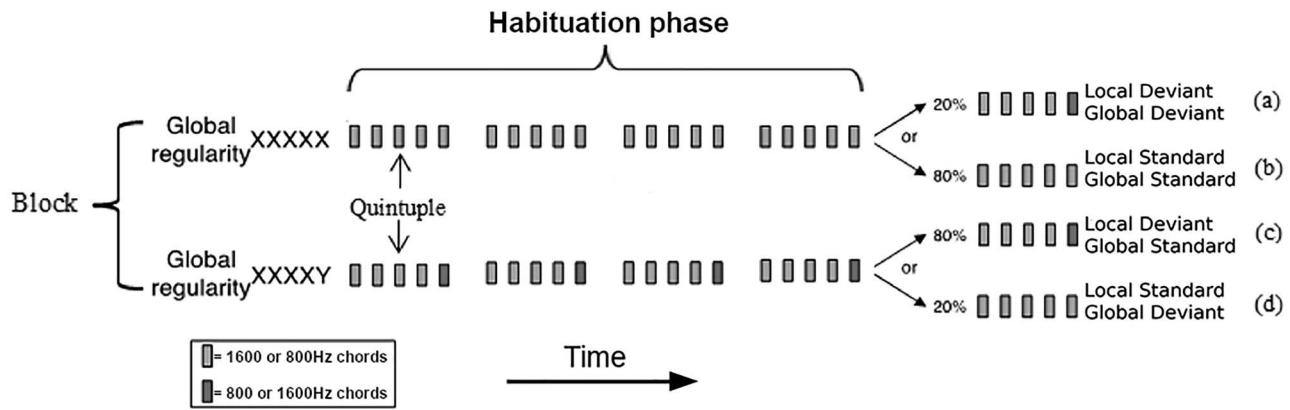 Habituation phase
Block
Global
regularity XXXXX
Quintuple
Global
regularity XXXXY
20%
or
80%
Local Deviant
Global Deviant
(a)
Local Standard
Global Standard
(b)
80%
or
20%
Local Deviant
Global Standard
(c)
Local Standard
Global Deviant
(d)
= 1600 or 800Hz chords
= 800 or 1600Hz chords
Time